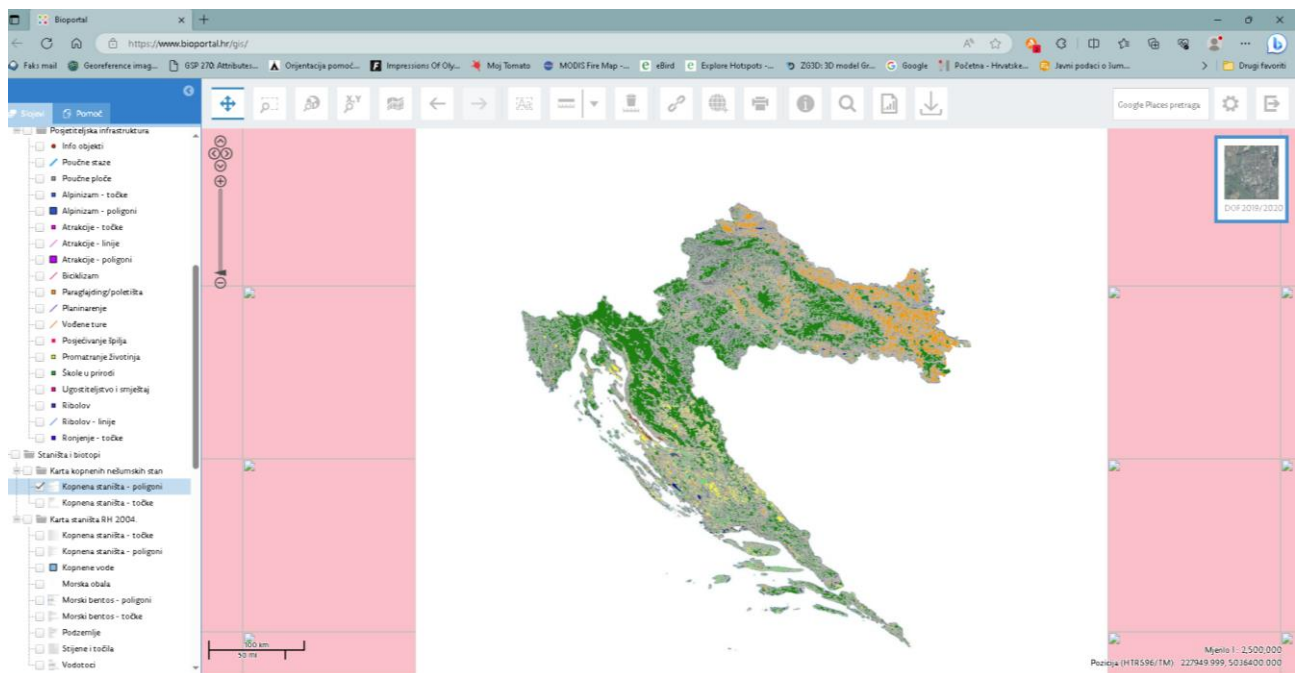 Bioportal
https://www.bioportal.hr/gis/
Faks mail
Georeference imag...
GSP 270: Attributes...
Orijentacija pomoć...
Impressions Of Oly...
Moj Tomato
MODIS Fire Map -...
eBird
Explore Hotspots -...
ZG3D: 3D model Gr...
Google
Početna - Hrvatske...
Javni podaci o šum...
Drugi favoriti
Slojevi
Pomoć
Google Places pretraga
Posjetiteljska infrastruktura
Info objekti
Poučne staze
Poučne ploče
Alpinizam - točke
Alpinizam - poligoni
Atrakcije - točke
Atrakcije - linije
Atrakcije - poligoni
Biciklizam
Paraglajding/poletišta
Planinarenje
Vođene ture
Posjećivanje špilja
Promatranje životinja
Škole u prirodi
Ugostiteljstvo i smještaj
Ribolov
Ribolov - linije
Ronjenje - točke
Staništa i biotopi
Karta kopnenih nešumskih stan
Kopnena staništa - poligoni
Kopnena staništa - točke
Karta staništa RH 2004.
Kopnena staništa - točke
Kopnena staništa - poligoni
Kopnene vode
Morska obala
Morski bentos - poligoni
Morski bentos - točke
Podzemlje
Stijene i točila
Vodotoci
DOF 2019/2020
100 km
50 mi
Mjerilo 1 : 2,500,000
Pozicija (HTRS96/TM): 227949.999, 5036400.000